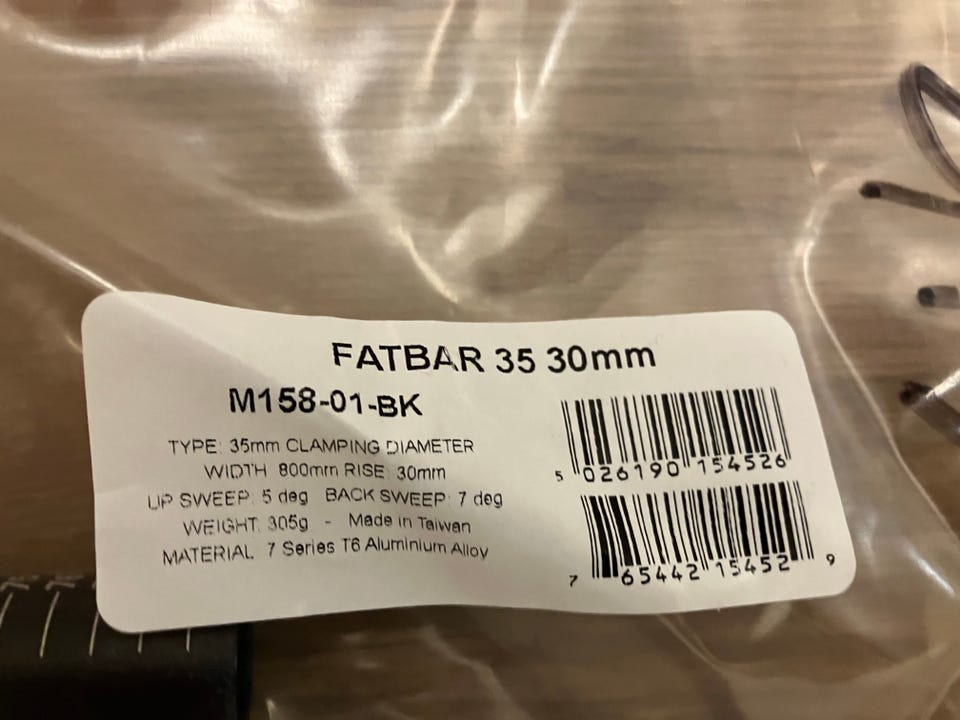 FATBAR 35 30mm
M158-01-BK
TYPE: 35mm CLAMPING DIAMETER
WIDTH 800mm RISE: 30mm
UP SWEEP: 5 deg BACK SWEEP: 7 deg
WEIGHT: 305g - Made in Taiwan
MATERIAL 7 Series T6 Aluminium Alloy
5 026190 154526
7 65442 15452 9